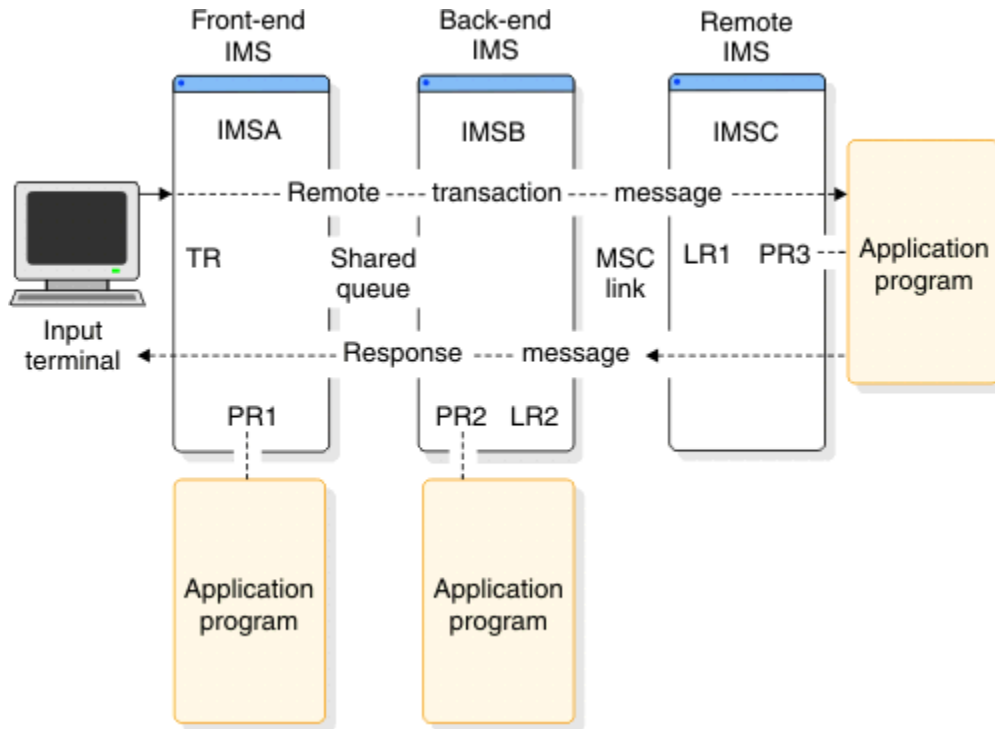 Front-end
IMS
Back-end
IMS
Remote
IMS
IMSA
IMSB
IMSC
Remote transaction message
TR
Shared
queue
MSC
link
LR1
PR3
Application
program
Input
terminal
Response message
PR1
PR2
LR2
Application
program
Application
program